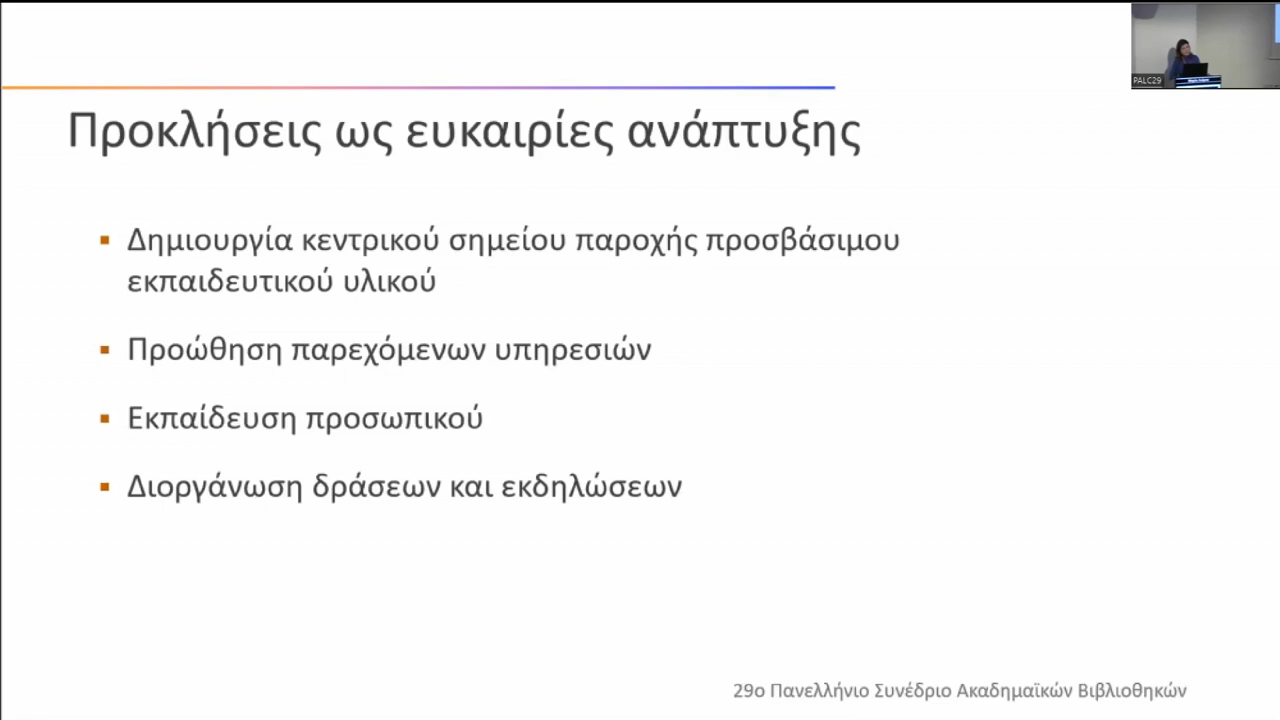 PALC29
Προκλήσεις ως ευκαιρίες ανάπτυξης
Δημιουργία κεντρικού σημείου παροχής προσβάσιμου
εκπαιδευτικού υλικού
Προώθηση παρεχόμενων υπηρεσιών
Εκπαίδευση προσωπικού
Διοργάνωση δράσεων και εκδηλώσεων
29ο Πανελλήνιο Συνέδριο Ακαδημαϊκών Βιβλιοθηκών